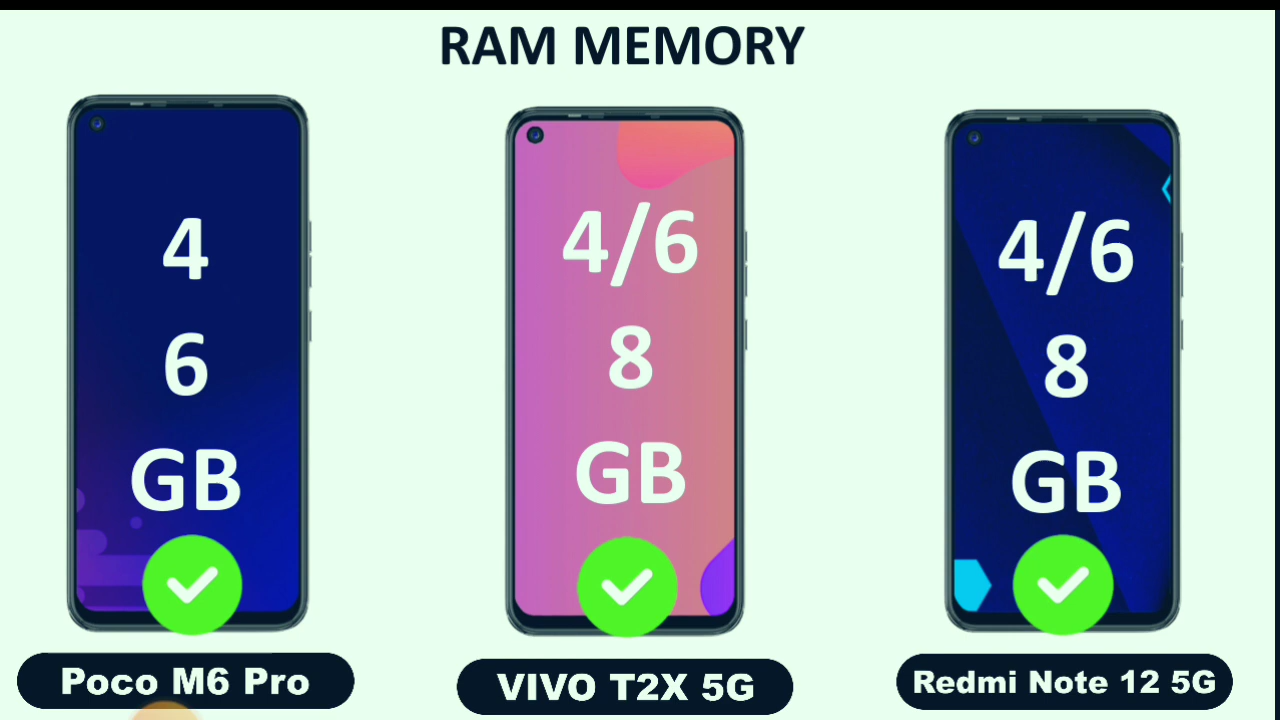 RAM MEMORY
4
6
GB
Poco M6 Pro
4/6
8
GB
VIVO T2X 5G
4/6
8
GB
Redmi Note 12 5G